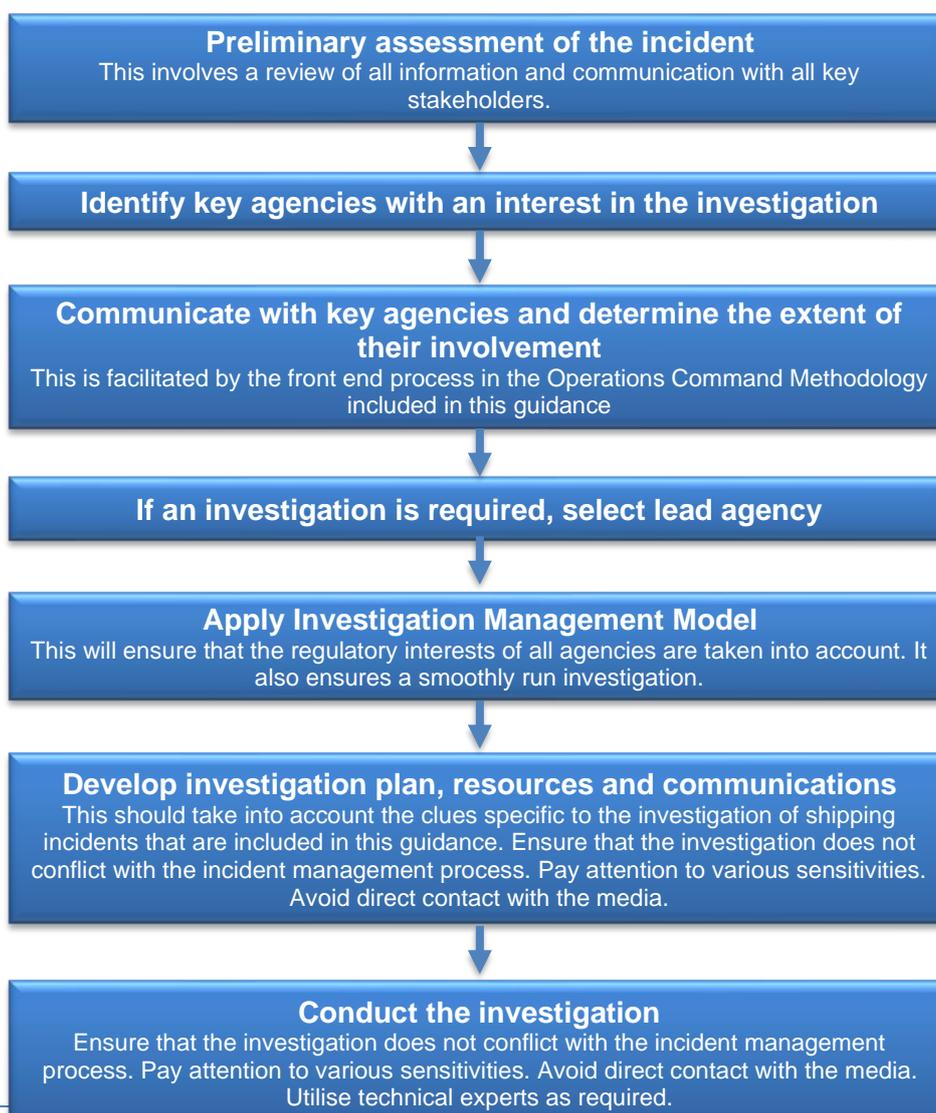 Preliminary assessment of the incident
This involves a review of all information and communication with all key
stakeholders.
Identify key agencies with an interest in the investigation
Communicate with key agencies and determine the extent of
their involvement
This is facilitated by the front end process in the Operations Command Methodology
included in this guidance
If an investigation is required, select lead agency
Apply Investigation Management Model
This will ensure that the regulatory interests of all agencies are taken into account. It
also ensures a smoothly run investigation.
Develop investigation plan, resources and communications
This should take into account the clues specific to the investigation of shipping
incidents that are included in this guidance. Ensure that the investigation does not
conflict with the incident management process. Pay attention to various sensitivities.
Avoid direct contact with the media.
Conduct the investigation
Ensure that the investigation does not conflict with the incident management
process. Pay attention to various sensitivities. Avoid direct contact with the media.
Utilise technical experts as required.